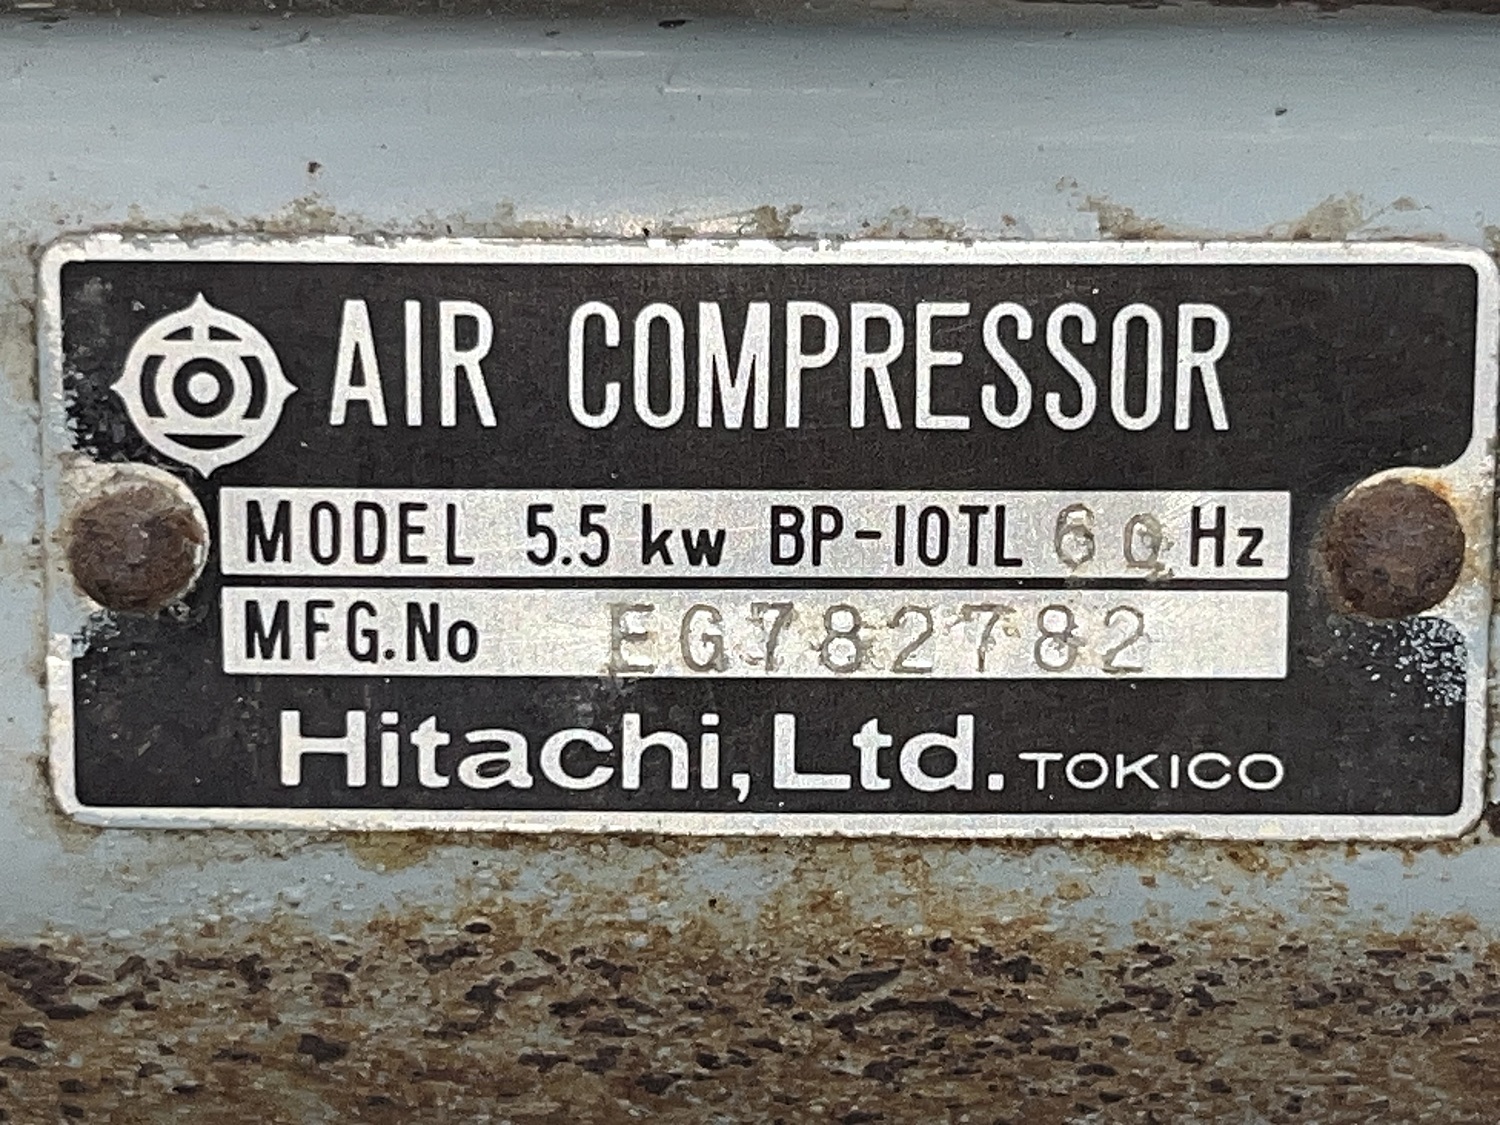 AIR COMPRESSOR
MODEL 5.5 kw BP-10TL 60 Hz
MFG.No EG782782
Hitachi,Ltd. TOKICO